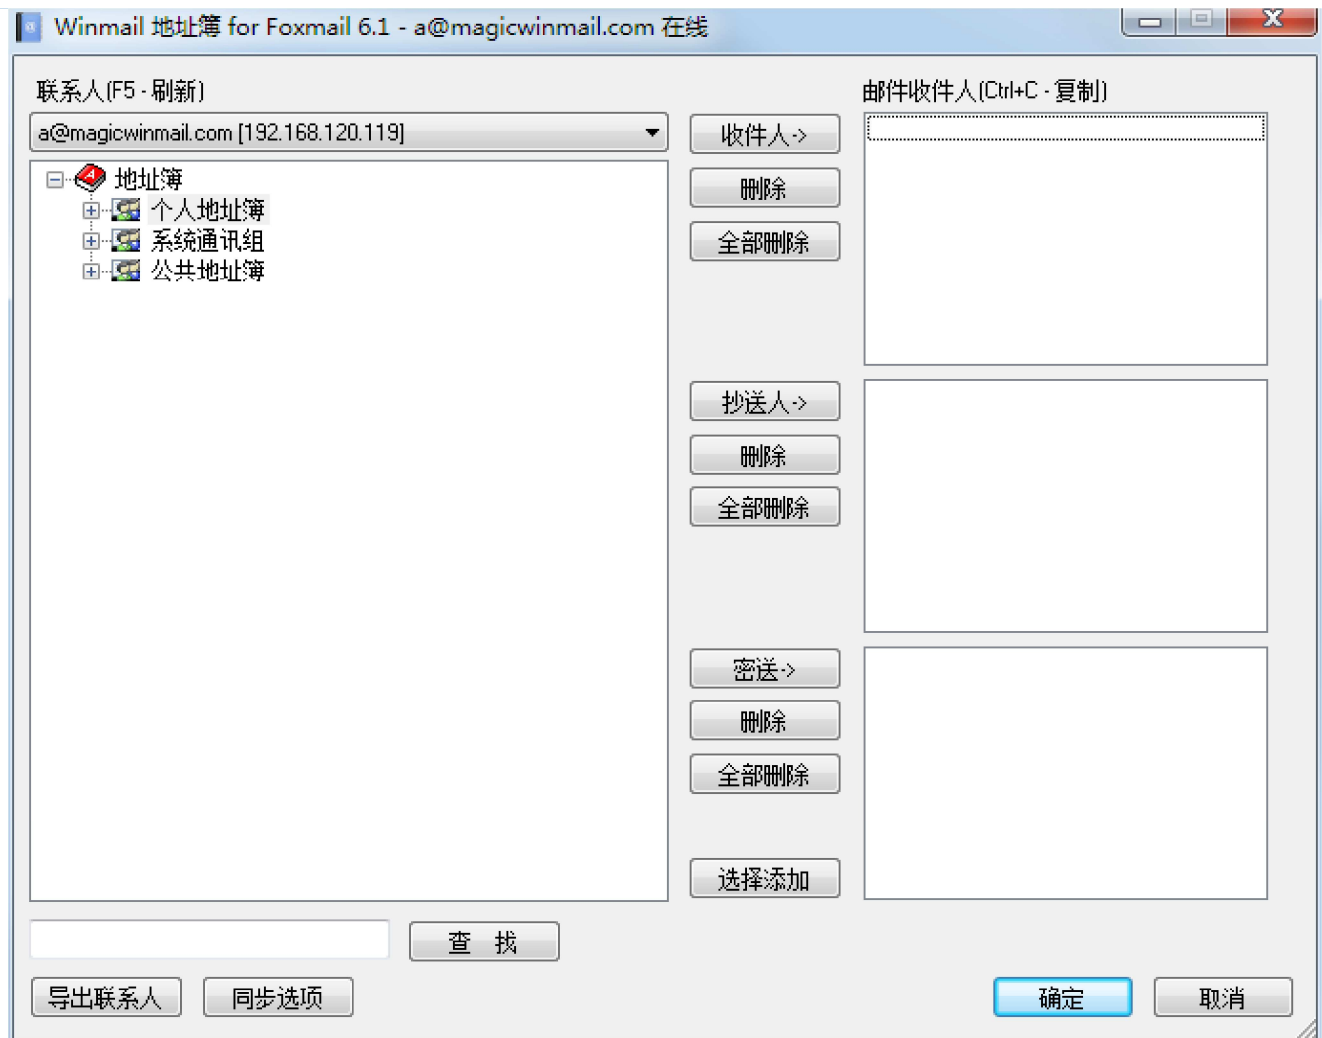 Winmail 地址簿 for Foxmail 6.1 - a@magicwinmail.com 在线
联系人(F5 - 刷新)
邮件收件人(Ctrl+C - 复制)
a@magicwinmail.com [192.168.120.119]
收件人->
地址簿
删除
个人地址簿
系统通讯组
全部删除
公共地址簿
抄送人->
删除
全部删除
密送->
删除
全部删除
选择添加
查 找
导出联系人
同步选项
确定
取消